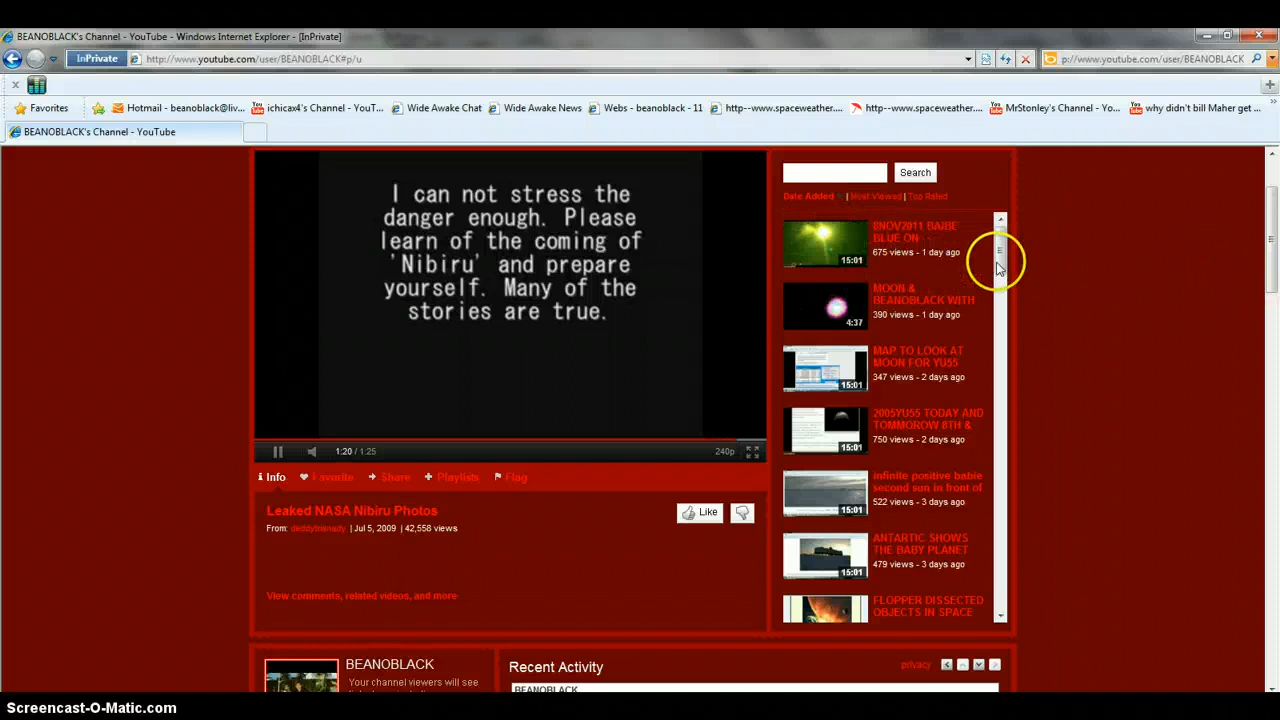 BEANOBLACK's Channel - YouTube - Windows Internet Explorer - [InPrivate]
InPrivate http://www.youtube.com/user/BEANOBLACK#p/u p://www.youtube.com/user/BEANOBLACK
Favorites Hotmail - beanoblack@liv... ichicax4's Channel - YouT... Wide Awake Chat Wide Awake News Webs - beanoblack - 11 http--www.spaceweather.... http--www.spaceweather.... MrStonley's Channel - Yo... why didn't bill Maher get ...
BEANOBLACK's Channel - YouTube
I can not stress the
danger enough. Please
learn of the coming of
'Nibiru' and prepare
yourself. Many of the
stories are true.
1:20 / 1:25 240p
Info Favorite Share Playlists Flag
Leaked NASA Nibiru Photos
Like
From: | Jul 5, 2009 | 42,558 views
View comments, related videos, and more
Search
Date Added | Most Viewed | Top Rated
8NOV2011 BAJBE
BLUE ON
675 views - 1 day ago
15:01
MOON &
BEANOBLACK WITH
390 views - 1 day ago
4:37
MAP TO LOOK AT
MOON FOR YU55
347 views - 2 days ago
15:01
2005YU55 TODAY AND
TOMMOROW 8TH &
750 views - 2 days ago
15:01
infinite positive babie
second sun in front of
522 views - 3 days ago
15:01
ANTARTIC SHOWS
THE BABY PLANET
479 views - 3 days ago
15:01
FLOPPER DISSECTED
OBJECTS IN SPACE
BEANOBLACK
Your channel viewers will see
Recent Activity
privacy
BEANOBLACK
Screencast-O-Matic.com